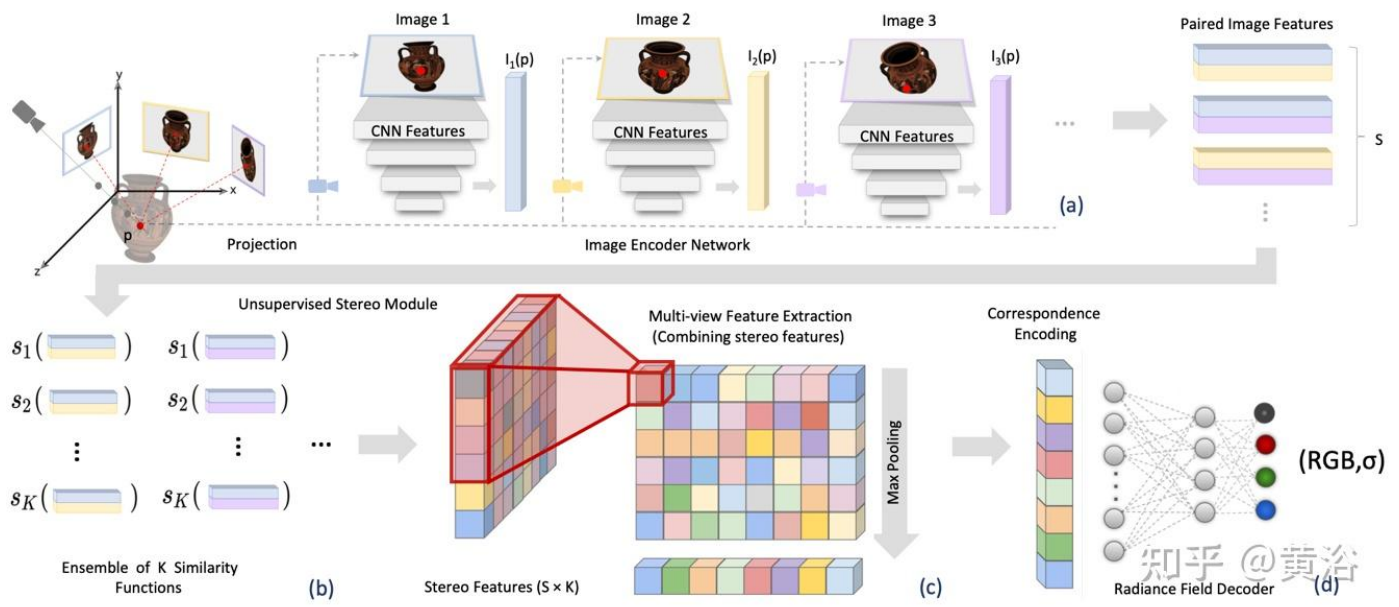 Image 1
Image 2
Image 3
Paired Image Features
y
x
z
p
I₁(p)
I₂(p)
I₃(p)
CNN Features
CNN Features
CNN Features
...
S
(a)
Projection
Image Encoder Network
Unsupervised Stereo Module
s₁( )
s₁( )
s₂( )
s₂( )
...
s_K( )
s_K( )
Ensemble of K Similarity
Functions
(b)
Stereo Features (S × K)
Multi-view Feature Extraction
(Combining stereo features)
Max Pooling
(c)
Correspondence
Encoding
(RGB,σ)
Radiance Field Decoder
(d)
知乎 @黄浴